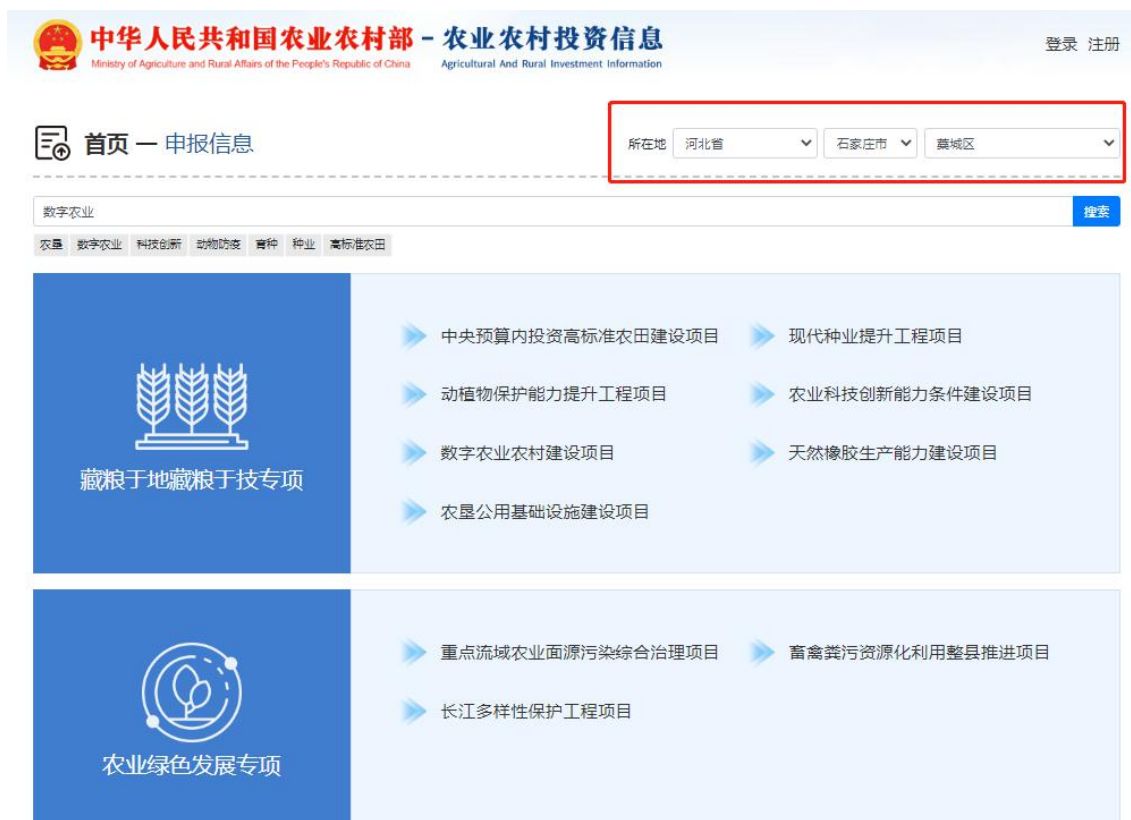 中华人民共和国农业农村部 - 农业农村投资信息
Ministry of Agriculture and Rural Affairs of the People's Republic of China Agricultural And Rural Investment Information
登录 注册
首页 — 申报信息
所在地 河北省 石家庄市 藁城区
数字农业 搜索
农垦 数字农业 科技创新 动物防疫 育种 种业 高标准农田
藏粮于地藏粮于技专项
中央预算内投资高标准农田建设项目 现代种业提升工程项目
动植物保护能力提升工程项目 农业科技创新能力条件建设项目
数字农业农村建设项目 天然橡胶生产能力建设项目
农垦公用基础设施建设项目
农业绿色发展专项
重点流域农业面源污染综合治理项目 畜禽粪污资源化利用整县推进项目
长江多样性保护工程项目